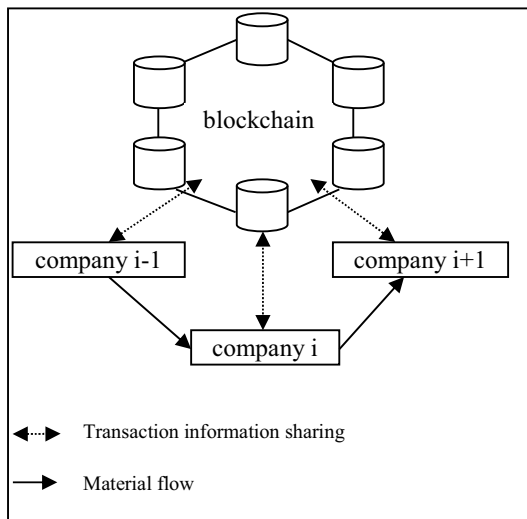 blockchain
company i-1
company i+1
company i
Transaction information sharing
Material flow